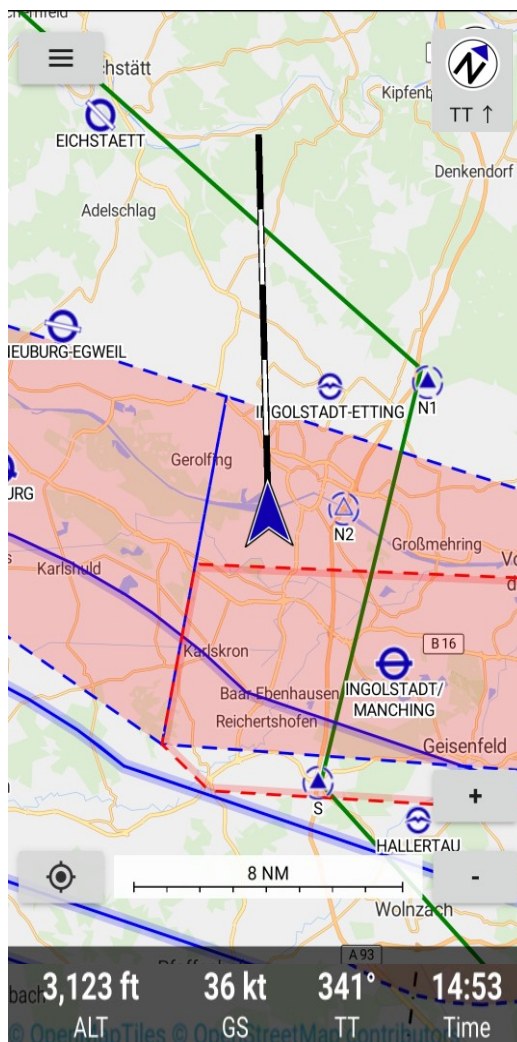 hstätt
Kipfenb
TT ↑
EICHSTAETT
Denkendorf
Adelschlag
NEUBURG-EGWEIL
INGOLSTADT-ETTING
N1
Gerolfing
URG
N2
Großmehring
Karlshuld
Karlskron
B 16
INGOLSTADT/
MANCHING
Baar-Ebenhausen
Reichertshofen
Geisenfeld
+
S
HALLERTAU
8 NM
-
Wolnzach
A 93
bach
3,123 ft 36 kt 341° 14:53
ALT GS TT Time
© OpenMapTiles © OpenStreetMap contributors